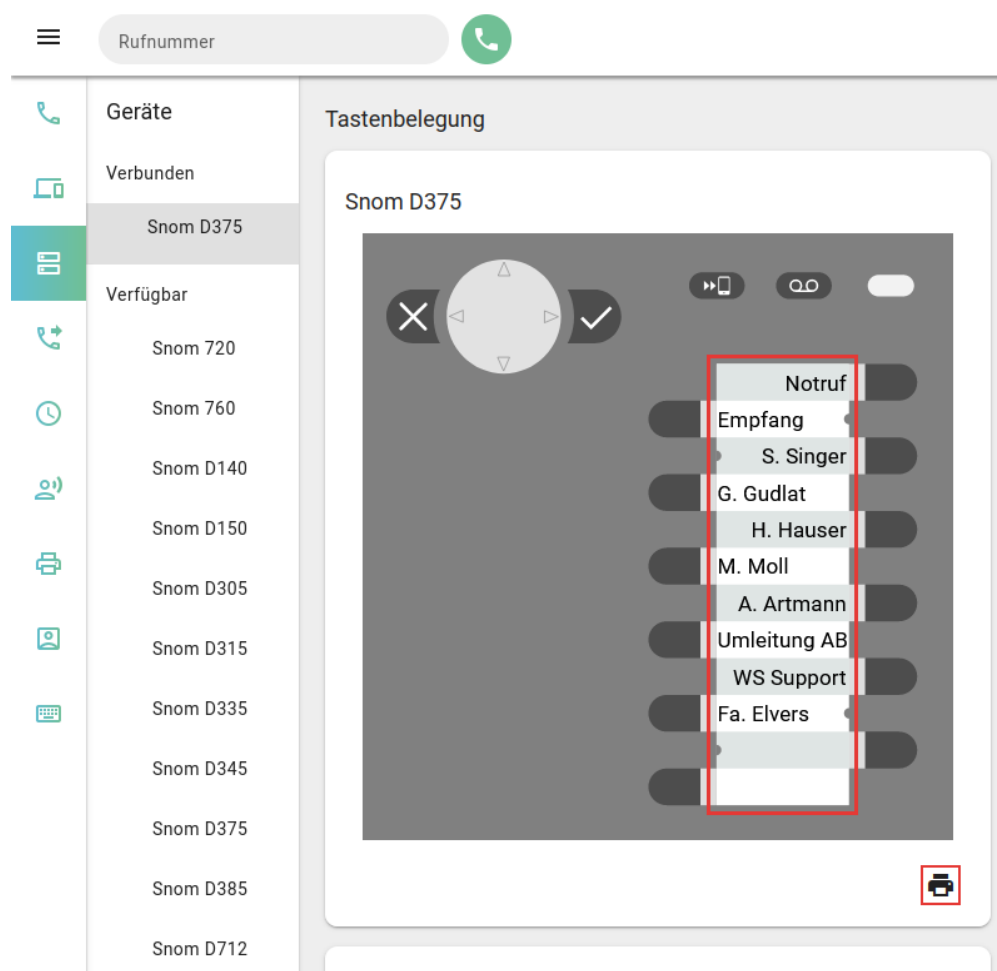 Rufnummer
Geräte
Verbunden
Snom D375
Verfügbar
Snom 720
Snom 760
Snom D140
Snom D150
Snom D305
Snom D315
Snom D335
Snom D345
Snom D375
Snom D385
Snom D712
Tastenbelegung
Snom D375
Notruf
Empfang
S. Singer
G. Gudlat
H. Hauser
M. Moll
A. Artmann
Umleitung AB
WS Support
Fa. Elvers